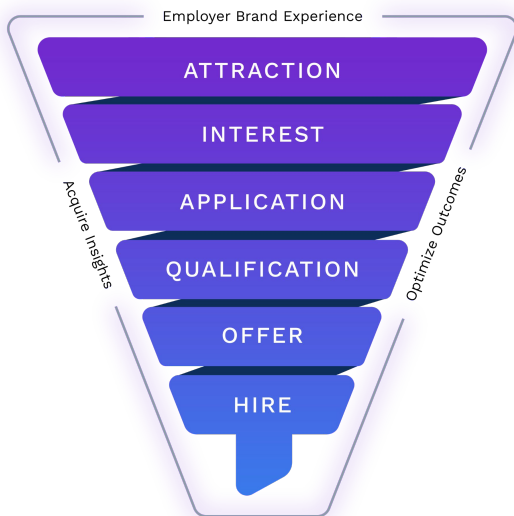 Employer Brand Experience
ATTRACTION
INTEREST
APPLICATION
QUALIFICATION
OFFER
HIRE
Acquire Insights
Optimize Outcomes